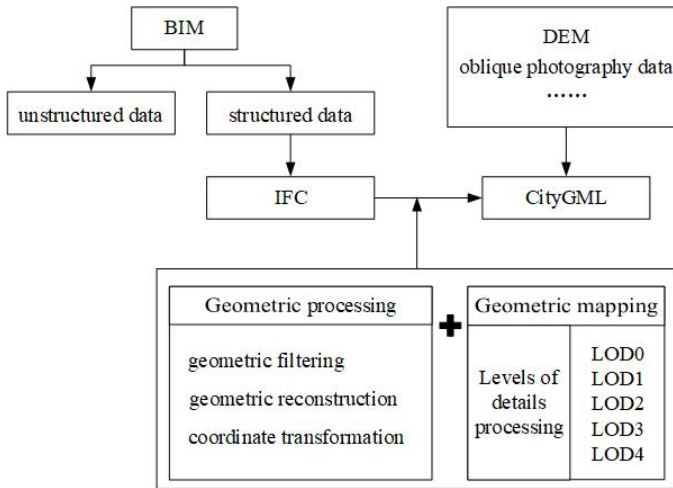 BIM
DEM
oblique photography data
……
unstructured data
structured data
IFC
CityGML
Geometric processing
geometric filtering
geometric reconstruction
coordinate transformation
+
Geometric mapping
Levels of
details
processing
LOD0
LOD1
LOD2
LOD3
LOD4